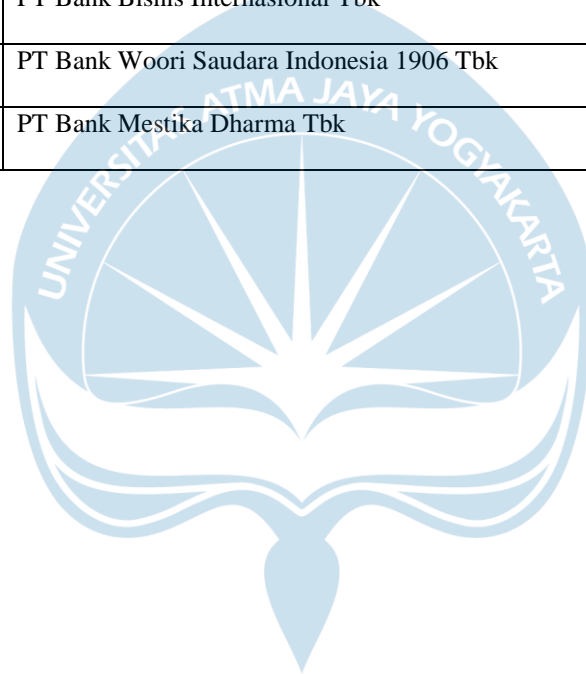 PT Bank Bisnis Internasional Tbk
PT Bank Woori Saudara Indonesia 1906 Tbk
PT Bank Mestika Dharma Tbk
UNIVERSITAS ATMA JAYA YOGYAKARTA